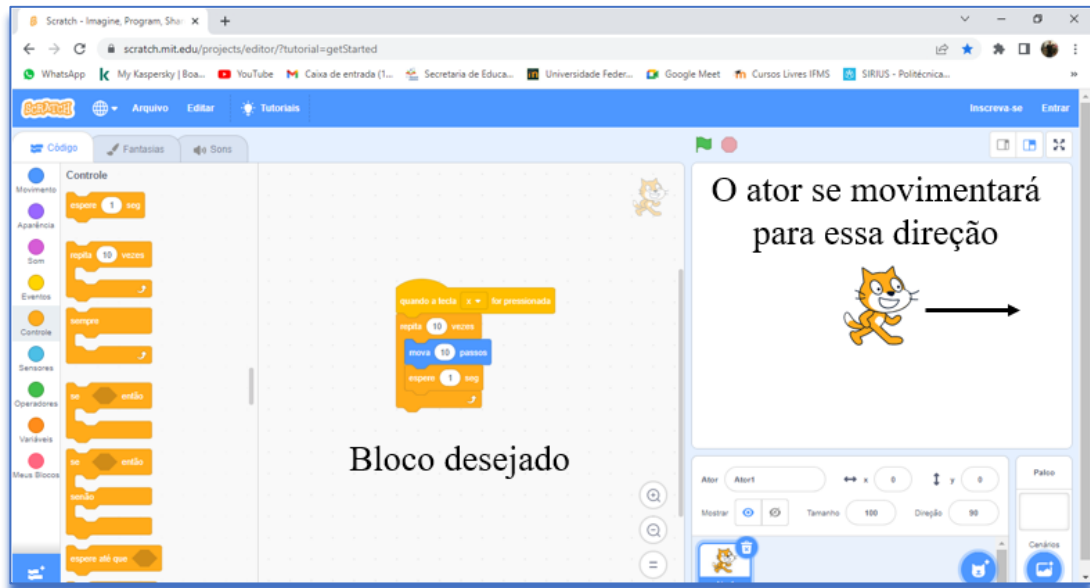 Scratch - Imagine, Program, Shar
scratch.mit.edu/projects/editor/?tutorial=getStarted
WhatsApp
My Kaspersky | Boa...
YouTube
Caixa de entrada (1...
Secretaria de Educa...
Universidade Feder...
Google Meet
Cursos Livres IFMS
SIRIUS - Politécnica...
SCRATCH
Arquivo
Editar
Tutoriais
Inscreva-se
Entrar
Código
Fantasias
Sons
Movimento
Aparência
Som
Eventos
Controle
Sensores
Operadores
Variáveis
Meus Blocos
Controle
espere 1 seg
repita 10 vezes
sempre
se então
se então
senão
espere até que
quando a tecla x for pressionada
repita 10 vezes
mova 10 passos
espere 1 seg
Bloco desejado
O ator se movimentará
para essa direção
Ator Ator1 x 0 y 0
Mostrar Tamanho 100 Direção 90
Palco
Cenários